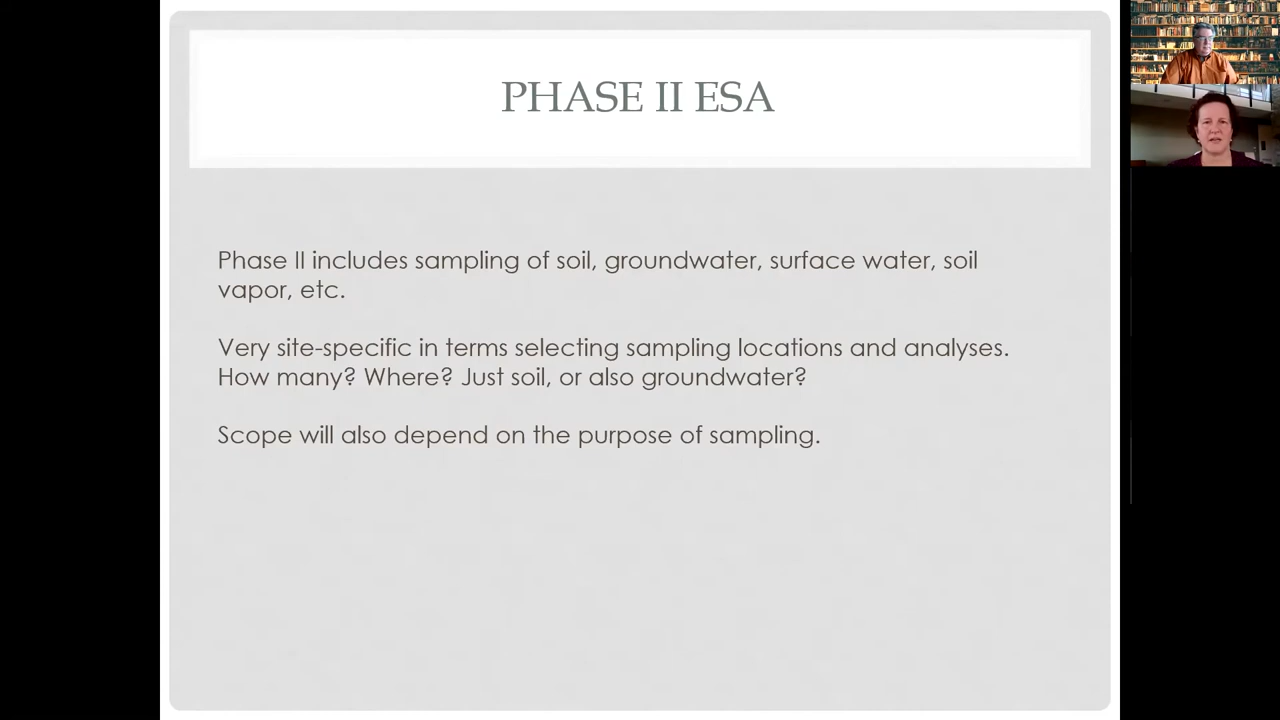 PHASE II ESA
Phase II includes sampling of soil, groundwater, surface water, soil
vapor, etc.
Very site-specific in terms selecting sampling locations and analyses.
How many? Where? Just soil, or also groundwater?
Scope will also depend on the purpose of sampling.